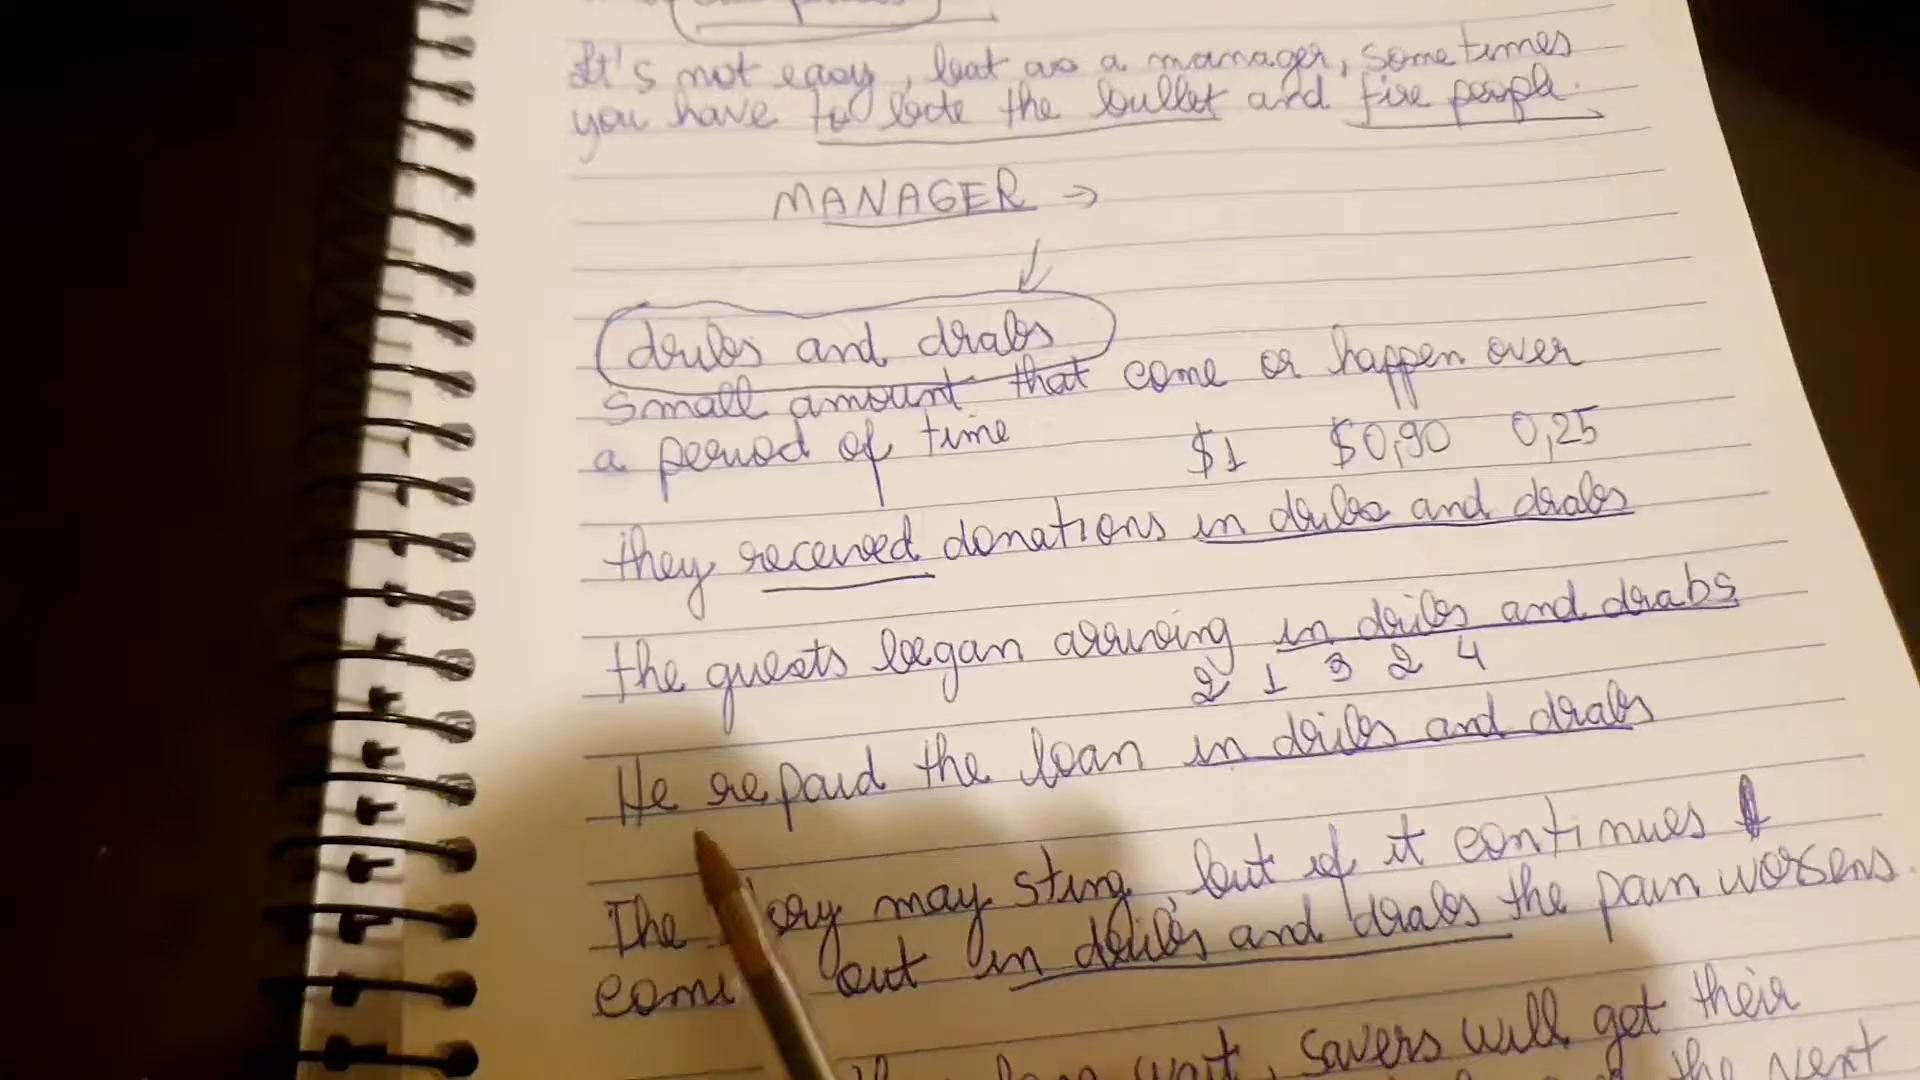 It's not easy, but as a manager, sometimes
you have to bite the bullet and fire people.
MANAGER →
dribs and drabs
small amount that come or happen over
a period of time $1 $0,90 0,25
they received donations in dribs and drabs
the guests began arriving in dribs and drabs
2 1 3 2 4
He repaid the loan in dribs and drabs
The may sting, but if it continues
out in dribs and drabs the pain worsens.
wait, savers will get their
the next